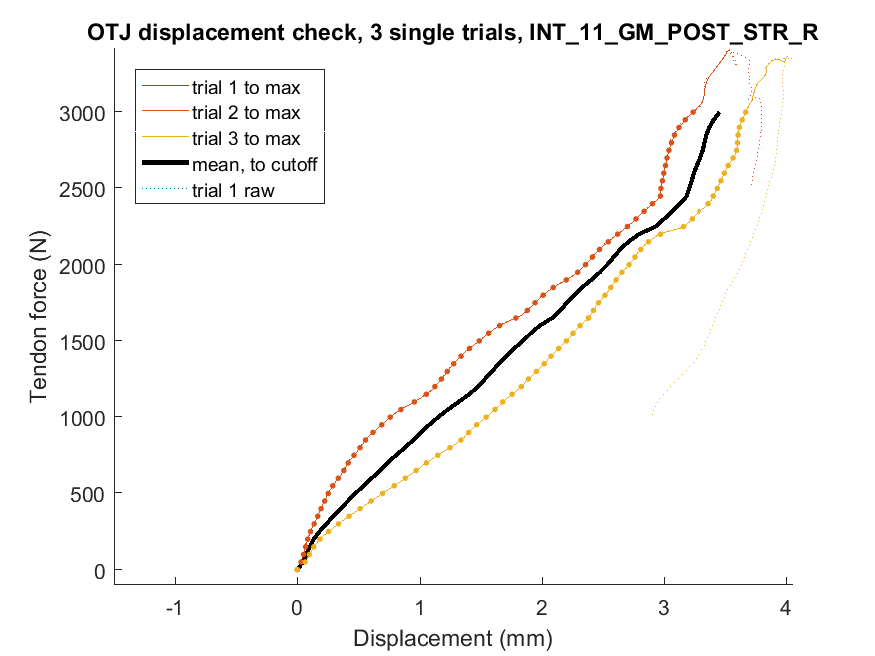 OTJ displacement check, 3 single trials, INT_11_GM_POST_STR_R
trial 1 to max
trial 2 to max
trial 3 to max
mean, to cutoff
trial 1 raw
3000
2500
2000
1500
1000
500
0
Tendon force (N)
-1 0 1 2 3 4
Displacement (mm)